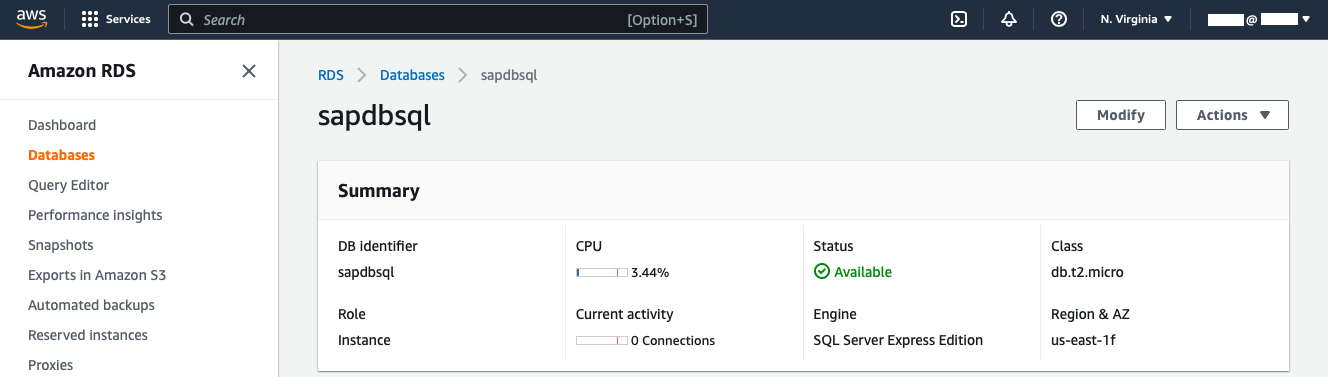 aws Services Search [Option+S] N. Virginia @
Amazon RDS
RDS Databases sapdbsql
sapdbsql
Modify Actions
Dashboard
Databases
Query Editor
Performance insights
Snapshots
Exports in Amazon S3
Automated backups
Reserved instances
Proxies
Summary
DB identifier CPU Status Class
sapdbsql 3.44% Available db.t2.micro
Role Current activity Engine Region & AZ
Instance 0 Connections SQL Server Express Edition us-east-1f